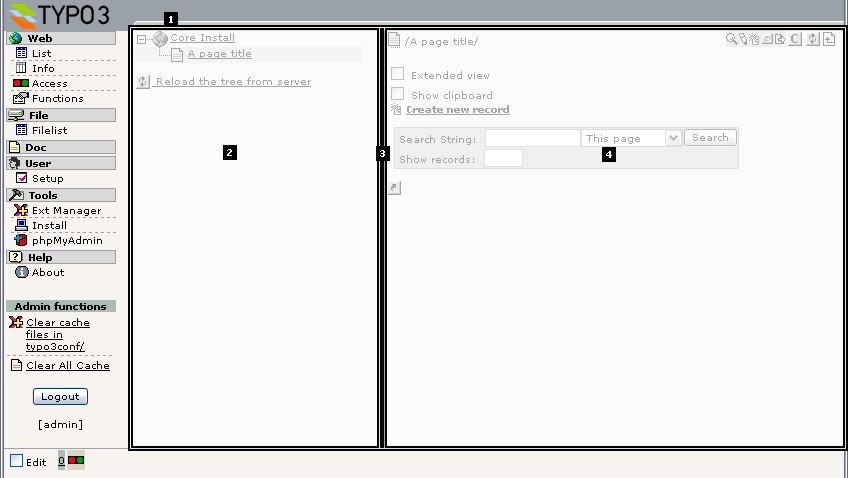 TYPO3
1
Web
List
Info
Access
Functions
File
Filelist
Doc
User
Setup
Tools
Ext Manager
Install
phpMyAdmin
Help
About
Admin functions
Clear cache
files in
typo3conf/
Clear All Cache
Logout
[admin]
Edit
0
Core Install
A page title
Reload the tree from server
2
3
/A page title/
Extended view
Show clipboard
Create new record
Search String:
This page
Search
Show records:
4